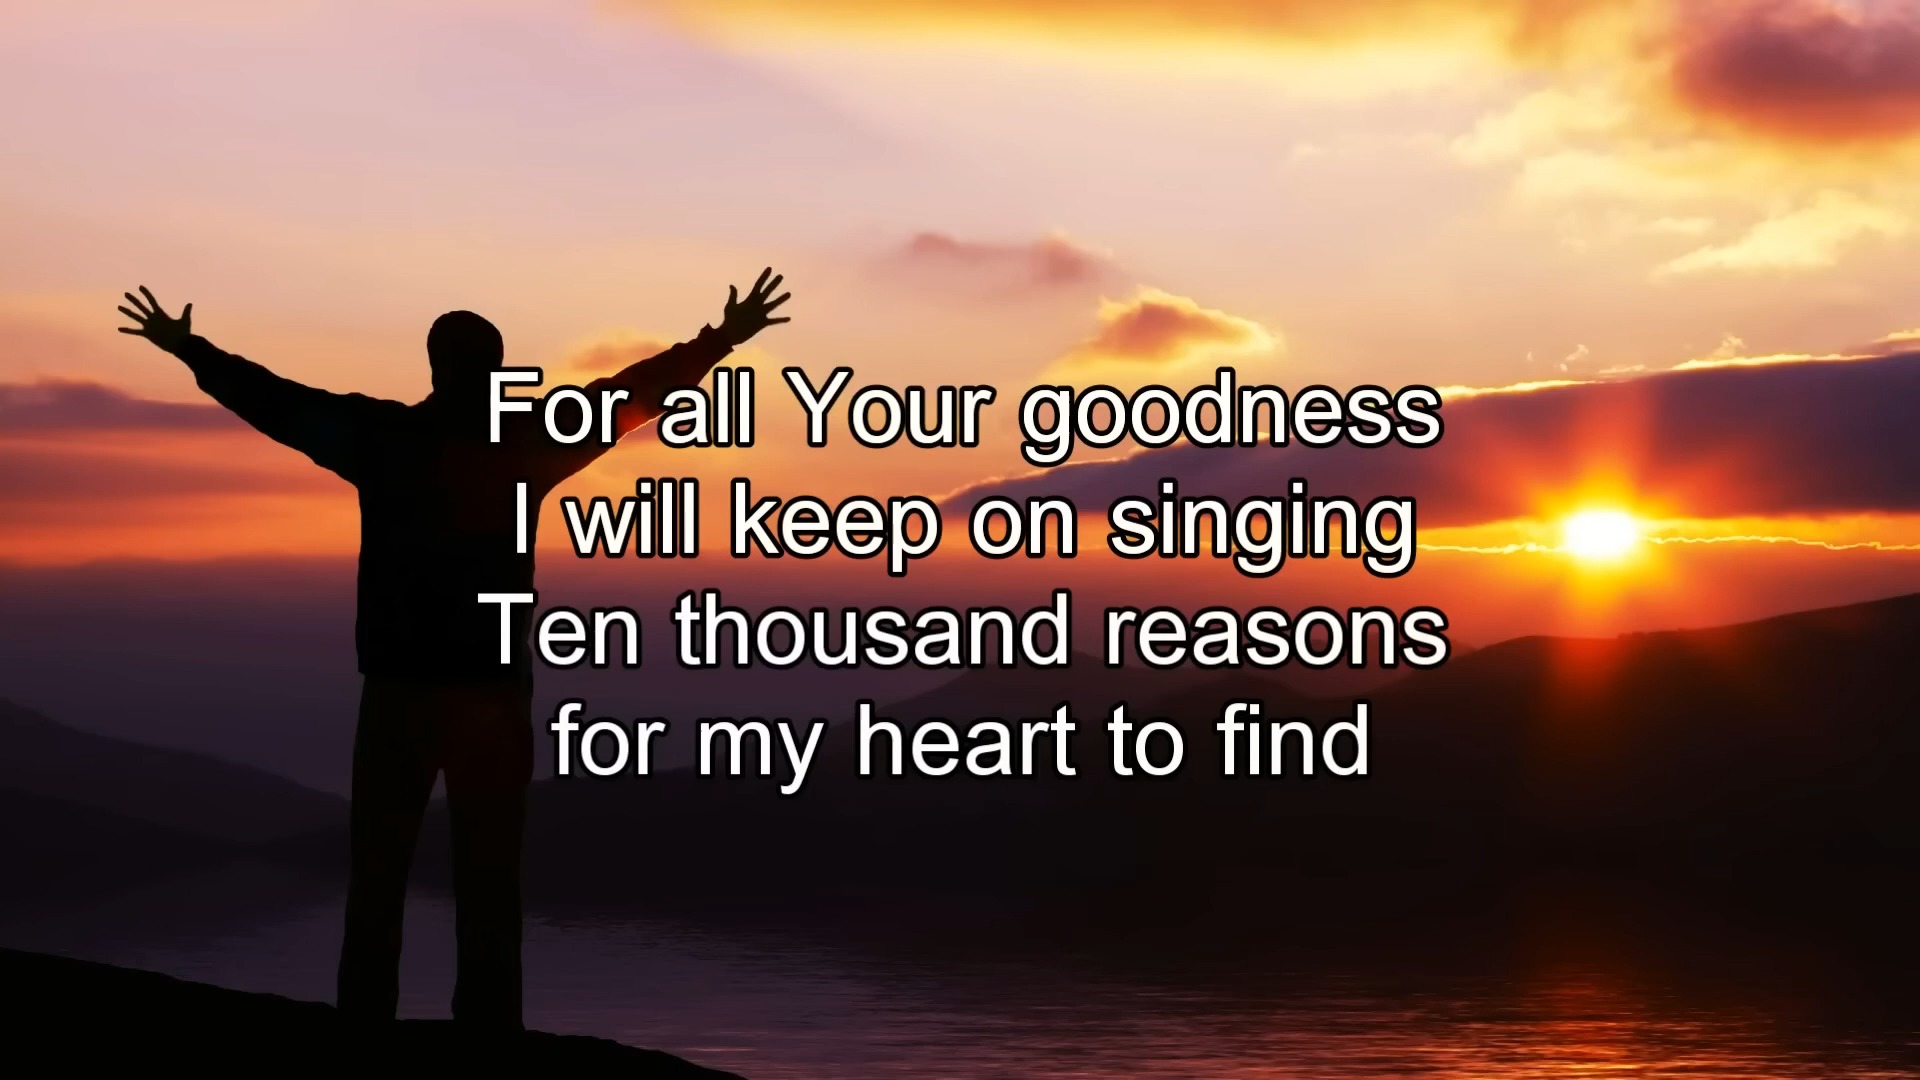 For all Your goodness
I will keep on singing
Ten thousand reasons
for my heart to find